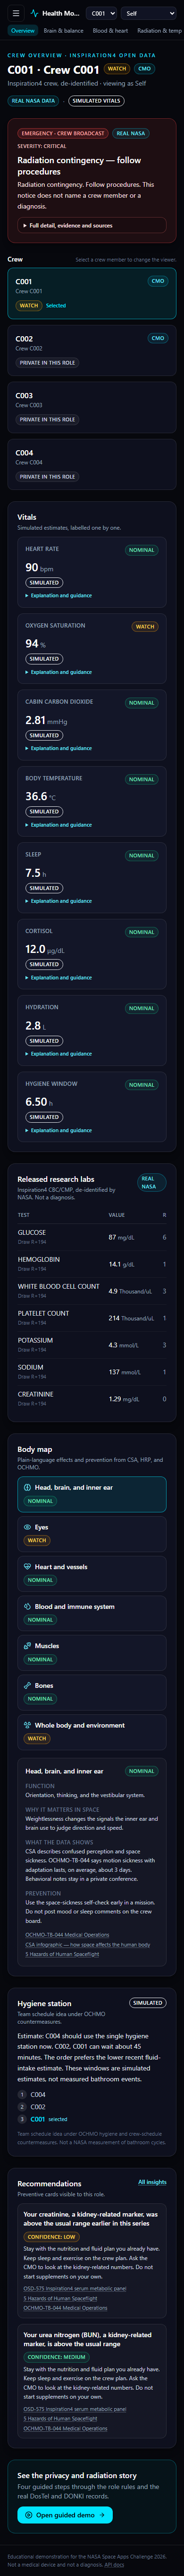 Health Mo...
C001
Self
Overview
Brain & balance
Blood & heart
Radiation & temp
CREW OVERVIEW · INSPIRATION4 OPEN DATA
C001 · Crew C001
WATCH
CMO
Inspiration4 crew, de-identified · viewing as Self
REAL NASA DATA
·
SIMULATED VITALS
EMERGENCY · CREW BROADCAST
REAL NASA
SEVERITY: CRITICAL
Radiation contingency — follow
procedures
Radiation contingency. Follow procedures. This
notice does not name a crew member or a
diagnosis.
Full detail, evidence and sources
Crew
Select a crew member to change the viewer.
C001
CMO
Crew C001
WATCH
Selected
C002
CMO
Crew C002
PRIVATE IN THIS ROLE
C003
Crew C003
PRIVATE IN THIS ROLE
C004
Crew C004
PRIVATE IN THIS ROLE
Vitals
Simulated estimates, labelled one by one.
HEART RATE
NOMINAL
90 bpm
SIMULATED
Explanation and guidance
OXYGEN SATURATION
WATCH
94 %
SIMULATED
Explanation and guidance
CABIN CARBON DIOXIDE
NOMINAL
2.81 mmHg
SIMULATED
Explanation and guidance
BODY TEMPERATURE
NOMINAL
36.6 °C
SIMULATED
Explanation and guidance
SLEEP
NOMINAL
7.5 h
SIMULATED
Explanation and guidance
CORTISOL
NOMINAL
12.0 µg/dL
SIMULATED
Explanation and guidance
HYDRATION
NOMINAL
2.8 L
SIMULATED
Explanation and guidance
HYGIENE WINDOW
NOMINAL
6.50 h
SIMULATED
Explanation and guidance
Released research labs
REAL
NASA
Inspiration4 CBC/CMP, de-identified by
NASA. Not a diagnosis.
TEST VALUE R
GLUCOSE
Draw R+194
87 mg/dL 6
HEMOGLOBIN
Draw R+194
14.1 g/dL 1
WHITE BLOOD CELL COUNT
Draw R+194
4.9 Thousand/uL 3
PLATELET COUNT
Draw R+194
214 Thousand/uL 1
POTASSIUM
Draw R+194
4.3 mmol/L 3
SODIUM
Draw R+194
137 mmol/L 1
CREATININE
Draw R+194
1.29 mg/dL 0
Body map
Plain-language effects and prevention from CSA, HRP, and
OCHMO.
Head, brain, and inner ear
NOMINAL
Eyes
WATCH
Heart and vessels
NOMINAL
Blood and immune system
NOMINAL
Muscles
NOMINAL
Bones
NOMINAL
Whole body and environment
WATCH
Head, brain, and inner ear
NOMINAL
FUNCTION
Orientation, thinking, and the vestibular system.
WHY IT MATTERS IN SPACE
Weightlessness changes the signals the inner ear and
brain use to judge direction and speed.
WHAT THE DATA SHOWS
CSA describes confused perception and space
sickness. OCHMO-TB-044 says motion sickness with
adaptation lasts, on average, about 3 days.
Behavioral notes stay in a private conference.
PREVENTION
Use the space-sickness self-check early in a mission.
Do not post mood or sleep comments on the crew
board.
OCHMO-TB-044 Medical Operations
CSA infographic — how space affects the human body
5 Hazards of Human Spaceflight
Hygiene station
SIMULATED
Team schedule idea under OCHMO
countermeasures.
Estimate: C004 should use the single hygiene
station now. C002, C001 can wait about 45
minutes. The order prefers the lower recent fluid-
intake estimate. These windows are simulated
estimates, not measured bathroom events.
1 C004
2 C002
3 C001 selected
Team schedule idea under OCHMO hygiene and crew-schedule
countermeasures. Not a NASA measurement of bathroom cycles.
Recommendations
All insights
Preventive cards visible to this role.
Your creatinine, a kidney-related marker, was
above the usual range earlier in this series
CONFIDENCE: LOW
Stay with the nutrition and fluid plan you already have.
Keep sleep and exercise on the crew plan. Ask the
CMO to look at the kidney-related numbers. Do not
start supplements on your own.
OSD-575 Inspiration4 serum metabolic panel
5 Hazards of Human Spaceflight
OCHMO-TB-044 Medical Operations
Your urea nitrogen (BUN), a kidney-related
marker, is above the usual range
CONFIDENCE: MEDIUM
Stay with the nutrition and fluid plan you already have.
Keep sleep and exercise on the crew plan. Ask the
CMO to look at the kidney-related numbers. Do not
start supplements on your own.
OSD-575 Inspiration4 serum metabolic panel
5 Hazards of Human Spaceflight
OCHMO-TB-044 Medical Operations
See the privacy and radiation story
Four guided steps through the role rules and the
real DosTel and DONKI records.
Open guided demo
Educational demonstration for the NASA Space Apps Challenge 2026.
Not a medical device and not a diagnosis. API docs